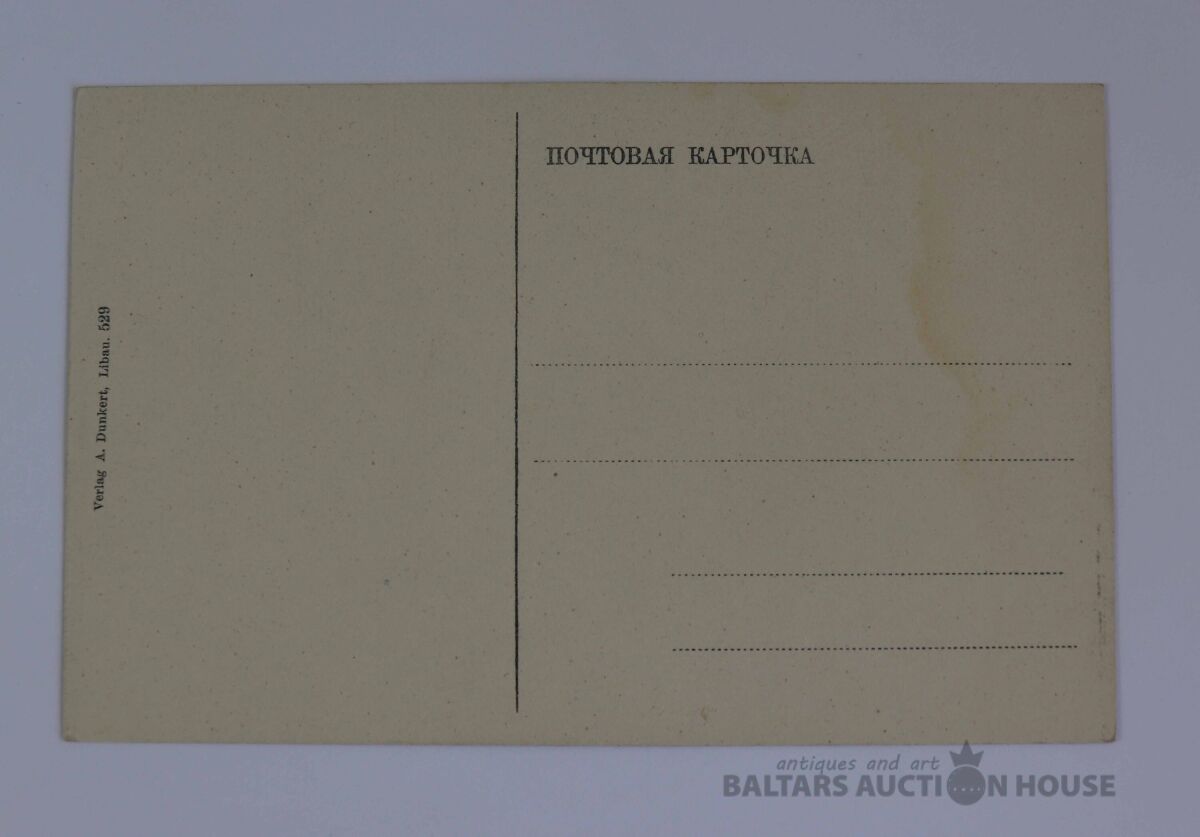 ПОЧТОВАЯ КАРТОЧКА
Verlag A. Dunkert, Libau. 529
antiques and art
BALTARS AUCTION HOUSE